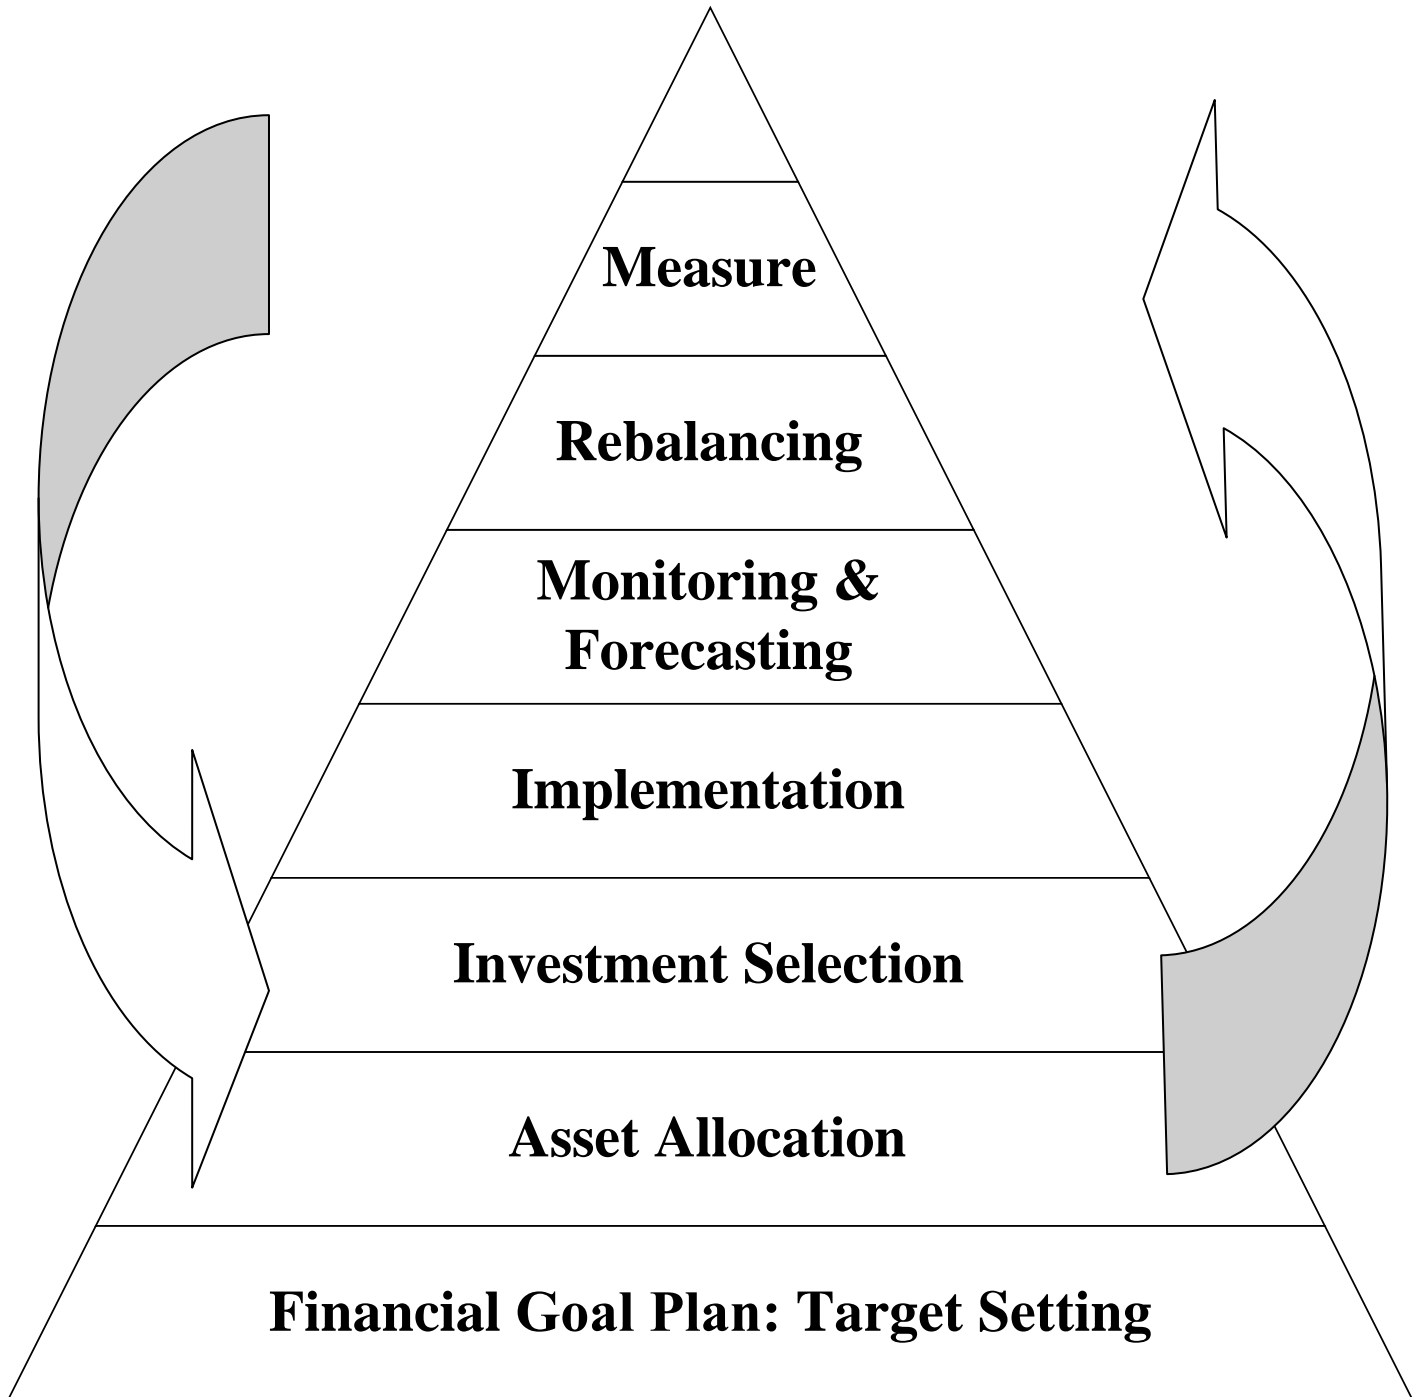 Measure
Rebalancing
Monitoring &
Forecasting
Implementation
Investment Selection
Asset Allocation
Financial Goal Plan: Target Setting